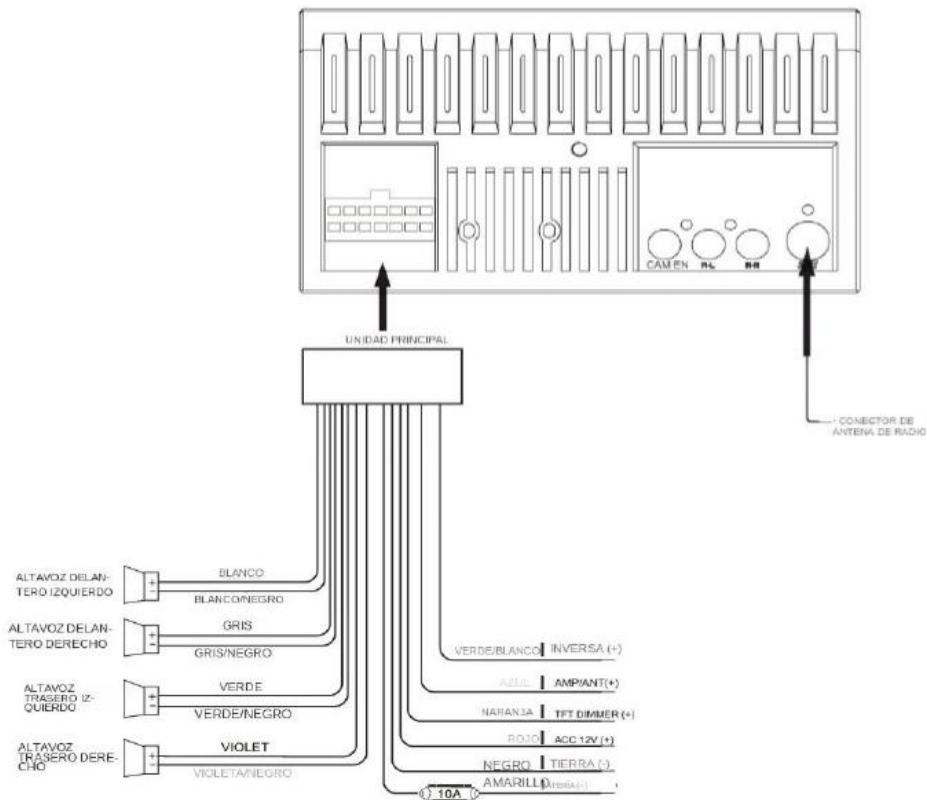 CAM EN R-L R-R
UNIDAD PRINCIPAL
- CONECTOR DE
ANTENA DE RADIO
ALTAVOZ DELAN-
TERO IZQUIERDO
+
-
BLANCO
BLANCO/NEGRO
ALTAVOZ DELAN-
TERO DERECHO
+
-
GRIS
GRIS/NEGRO
ALTAVOZ
TRASERO IZ-
QUIERDO
+
-
VERDE
VERDE/NEGRO
ALTAVOZ
TRASERO DERE-
CHO
+
-
VIOLET
VIOLETA/NEGRO
VERDE/BLANCO INVERSA (+)
AZUL AMP/ANT(+)
NARANJA TFT DIMMER (+)
ROJO ACC 12V (+)
NEGRO TIERRA (-)
AMARILLO
10A